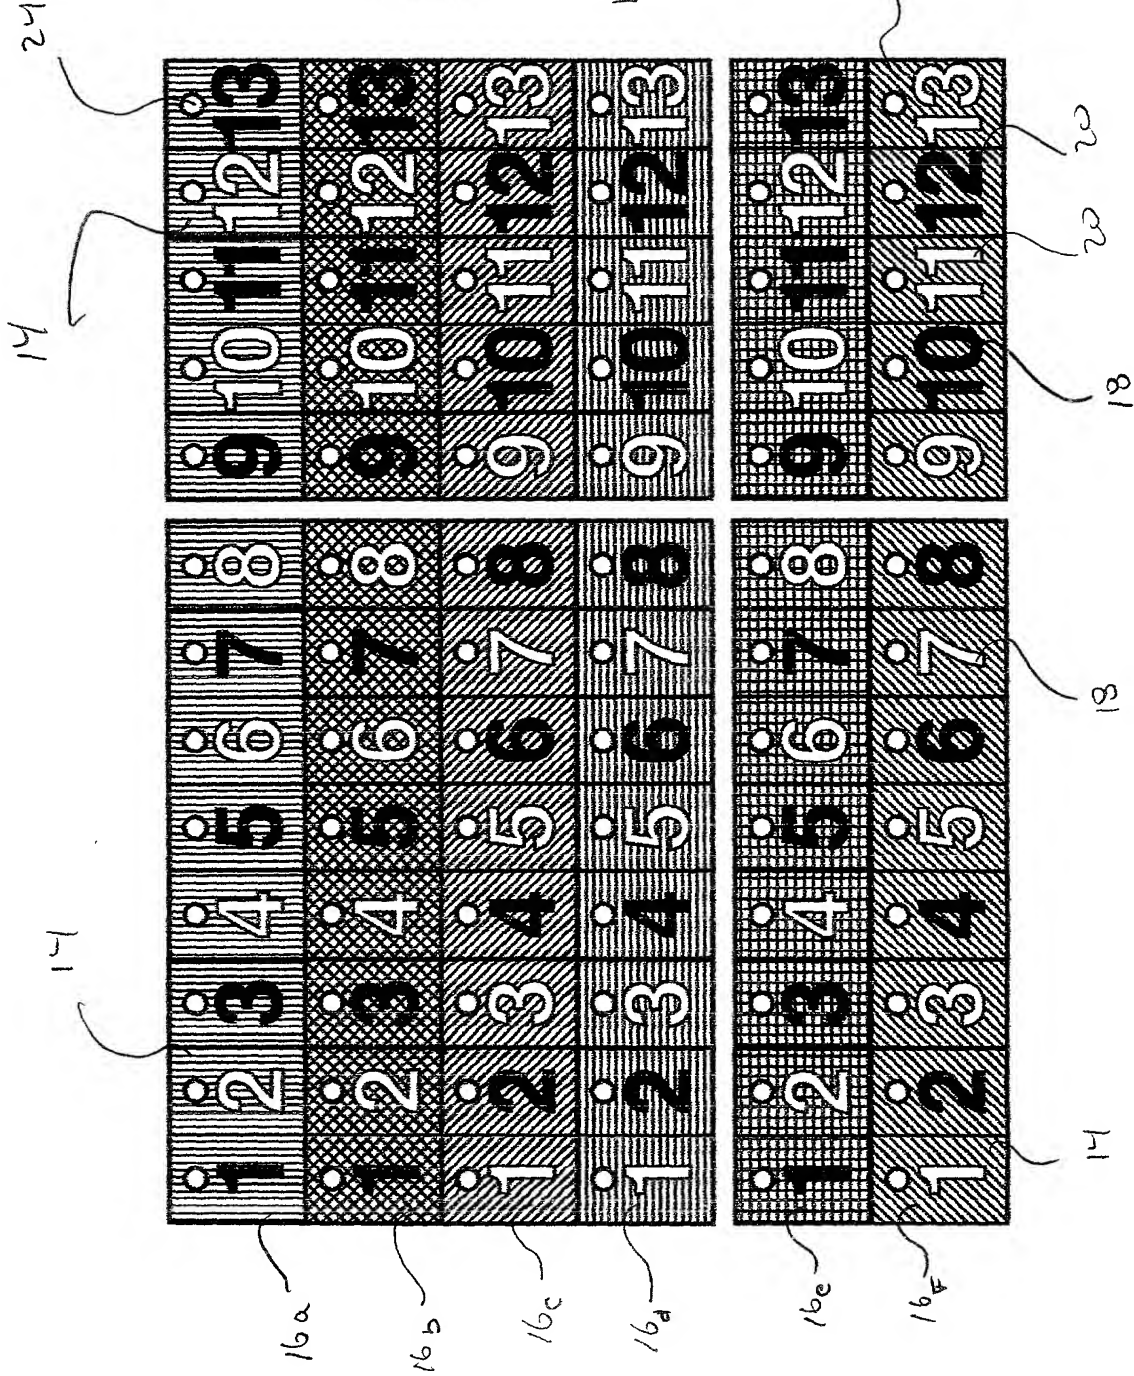 14 14 24
16a 1 2 3 4 5 6 7 8 9 10 11 12 13
16b 1 2 3 4 5 6 7 8 9 10 11 12 13
16c 1 2 3 4 5 6 7 8 9 10 11 12 13
16d 1 2 3 4 5 6 7 8 9 10 11 12 13
16e 1 2 3 4 5 6 7 8 9 10 11 12 13
16f 1 2 3 4 5 6 7 8 9 10 11 12 13
14 18 18 20 20